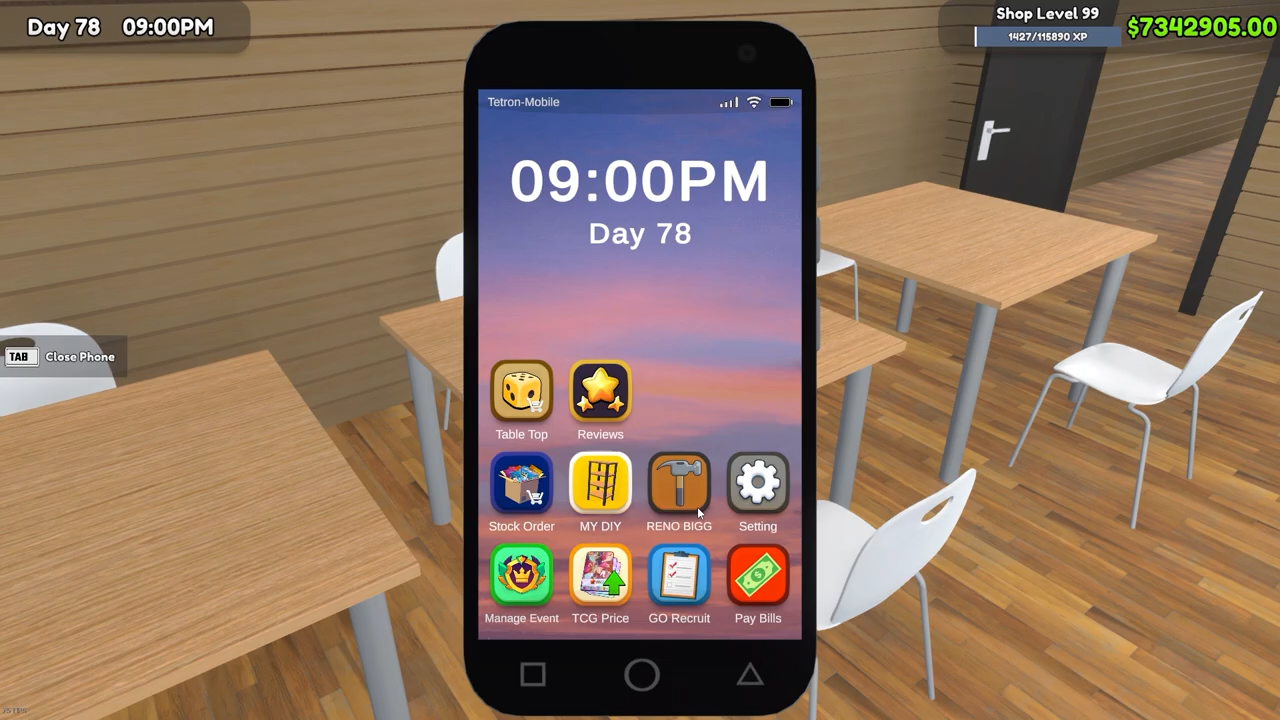 Day 78 09:00PM
Shop Level 99
1427/115890 XP
$7342905.00
Tetron-Mobile
09:00PM
Day 78
TAB Close Phone
Table Top
Reviews
Stock Order
MY DIY
RENO BIGG
Setting
Manage Event
TCG Price
GO Recruit
Pay Bills